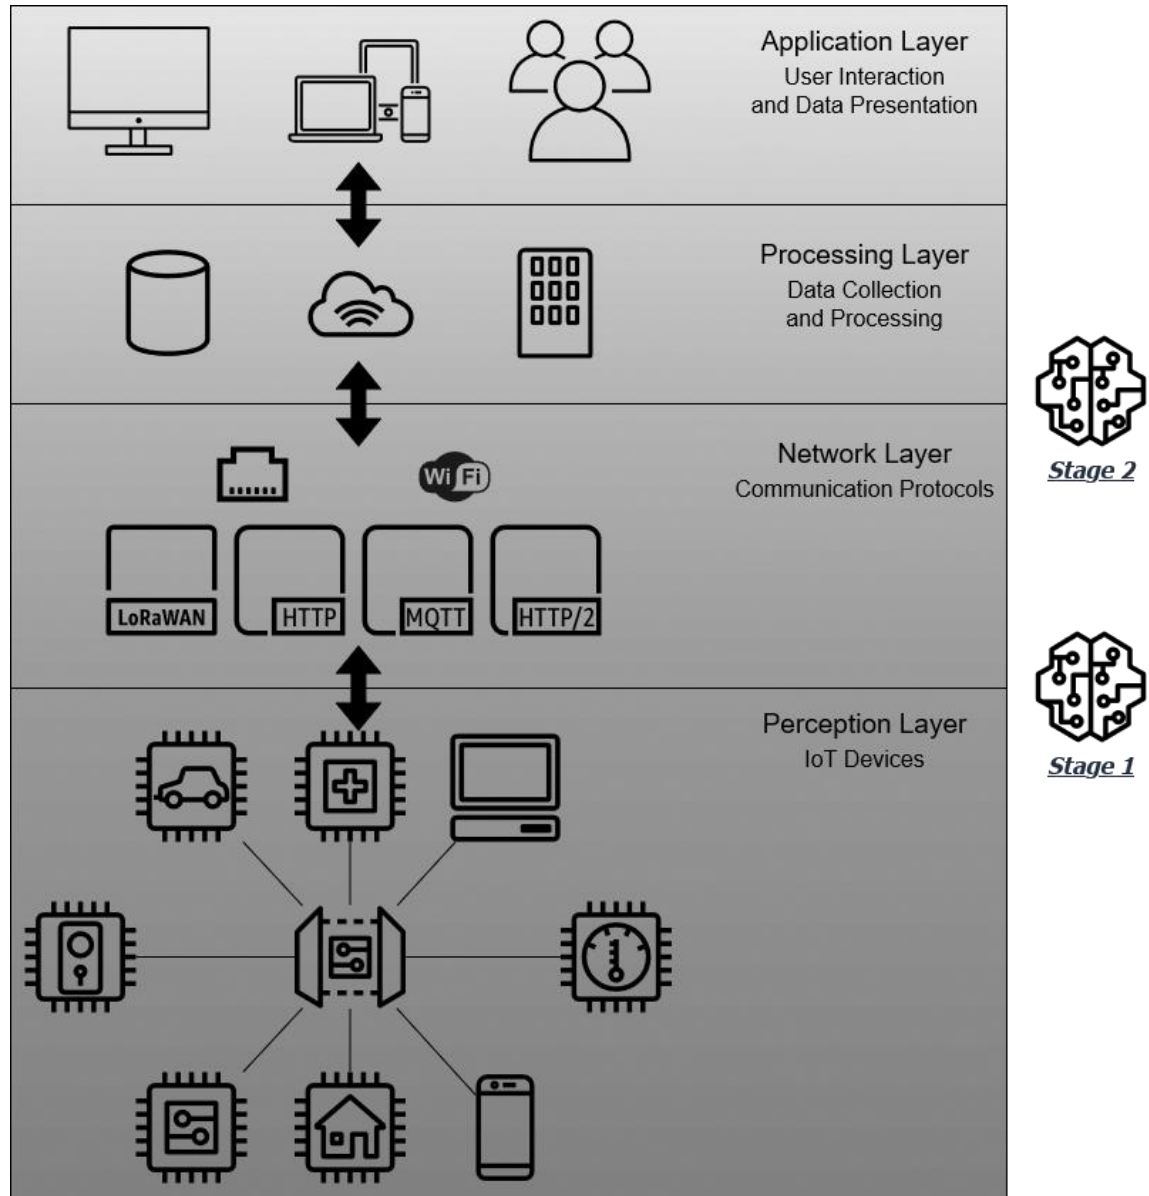 Application Layer
User Interaction
and Data Presentation
Processing Layer
Data Collection
and Processing
Stage 2
Network Layer
Communication Protocols
Wi Fi
LoRaWAN
HTTP
MQTT
HTTP/2
Perception Layer
IoT Devices
Stage 1